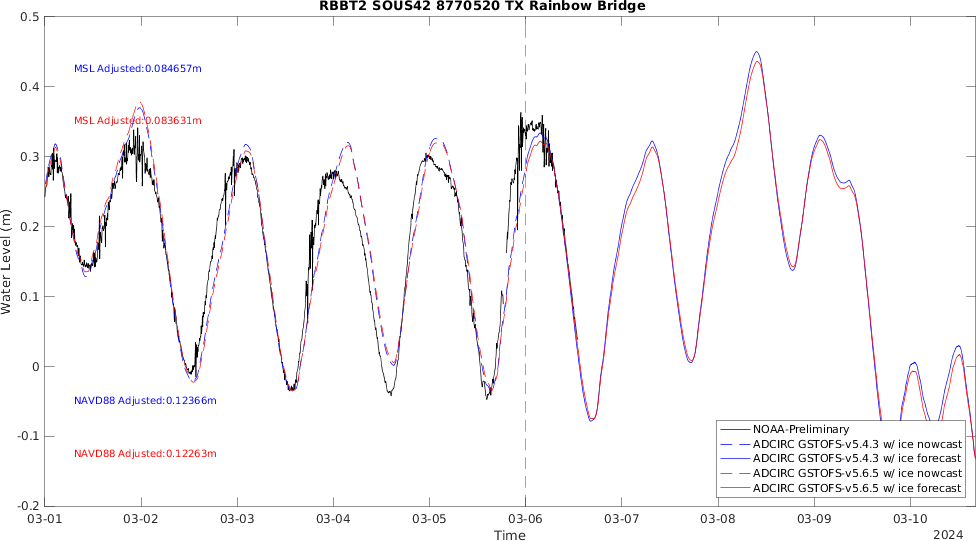 RBBT2 SOUS42 8770520 TX Rainbow Bridge
0.5
0.4
0.3
0.2
0.1
0
-0.1
-0.2
Water Level (m)
MSL Adjusted:0.084657m
MSL Adjusted:0.083631m
NAVD88 Adjusted:0.12366m
NAVD88 Adjusted:0.12263m
NOAA-Preliminary
ADCIRC GSTOFS-v5.4.3 w/ ice nowcast
ADCIRC GSTOFS-v5.4.3 w/ ice forecast
ADCIRC GSTOFS-v5.6.5 w/ ice nowcast
ADCIRC GSTOFS-v5.6.5 w/ ice forecast
03-01 03-02 03-03 03-04 03-05 03-06 03-07 03-08 03-09 03-10
Time
2024